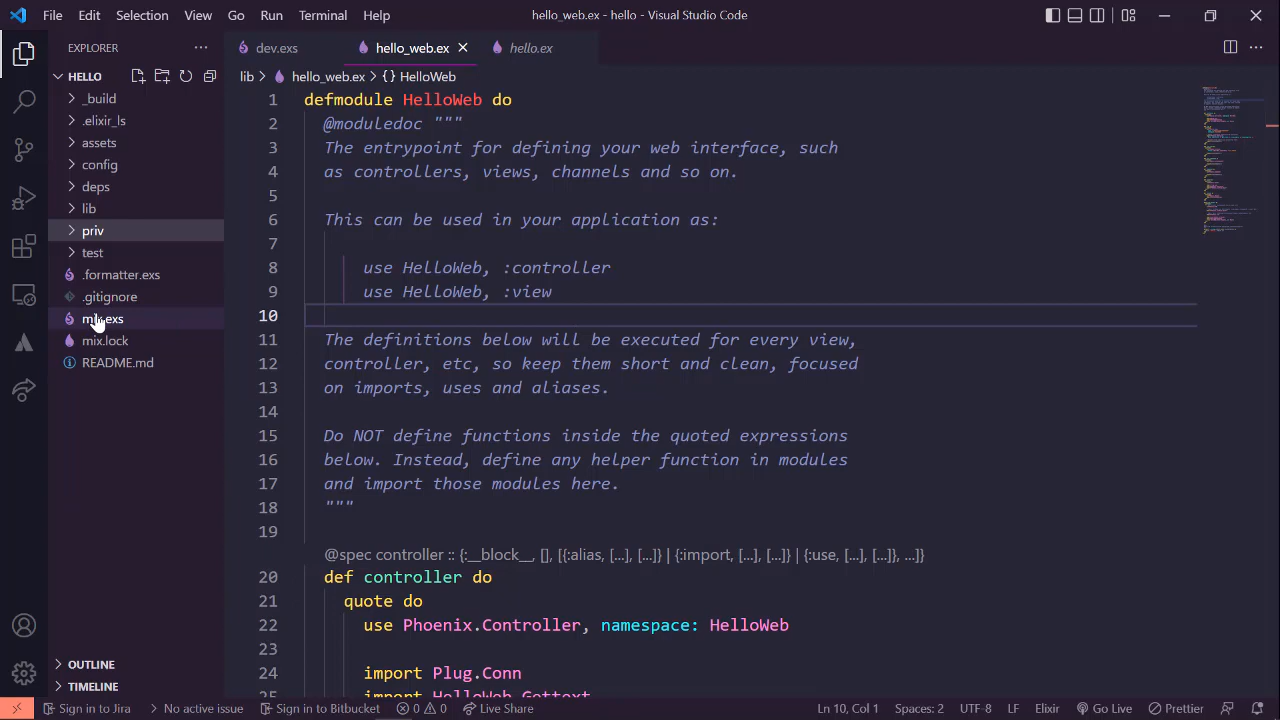 File Edit Selection View Go Run Terminal Help hello_web.ex - hello - Visual Studio Code
EXPLORER
HELLO
_build
.elixir_ls
assets
config
deps
lib
priv
test
.formatter.exs
.gitignore
mix.exs
mix.lock
README.md
OUTLINE
TIMELINE
dev.exs hello_web.ex hello.ex
lib > hello_web.ex > {} HelloWeb
1 defmodule HelloWeb do
2 @moduledoc """
3 The entrypoint for defining your web interface, such
4 as controllers, views, channels and so on.
5
6 This can be used in your application as:
7
8 use HelloWeb, :controller
9 use HelloWeb, :view
10
11 The definitions below will be executed for every view,
12 controller, etc, so keep them short and clean, focused
13 on imports, uses and aliases.
14
15 Do NOT define functions inside the quoted expressions
16 below. Instead, define any helper function in modules
17 and import those modules here.
18 """
19
@spec controller :: {:__block__, [], [{:alias, [...], [...]} | {:import, [...], [...]} | {:use, [...], [...]}, ...]}
20 def controller do
21 quote do
22 use Phoenix.Controller, namespace: HelloWeb
23
24 import Plug.Conn
25 import HelloWeb.Gettext
Sign in to Jira No active issue Sign in to Bitbucket 0 0 Live Share Ln 10, Col 1 Spaces: 2 UTF-8 LF Elixir Go Live Prettier